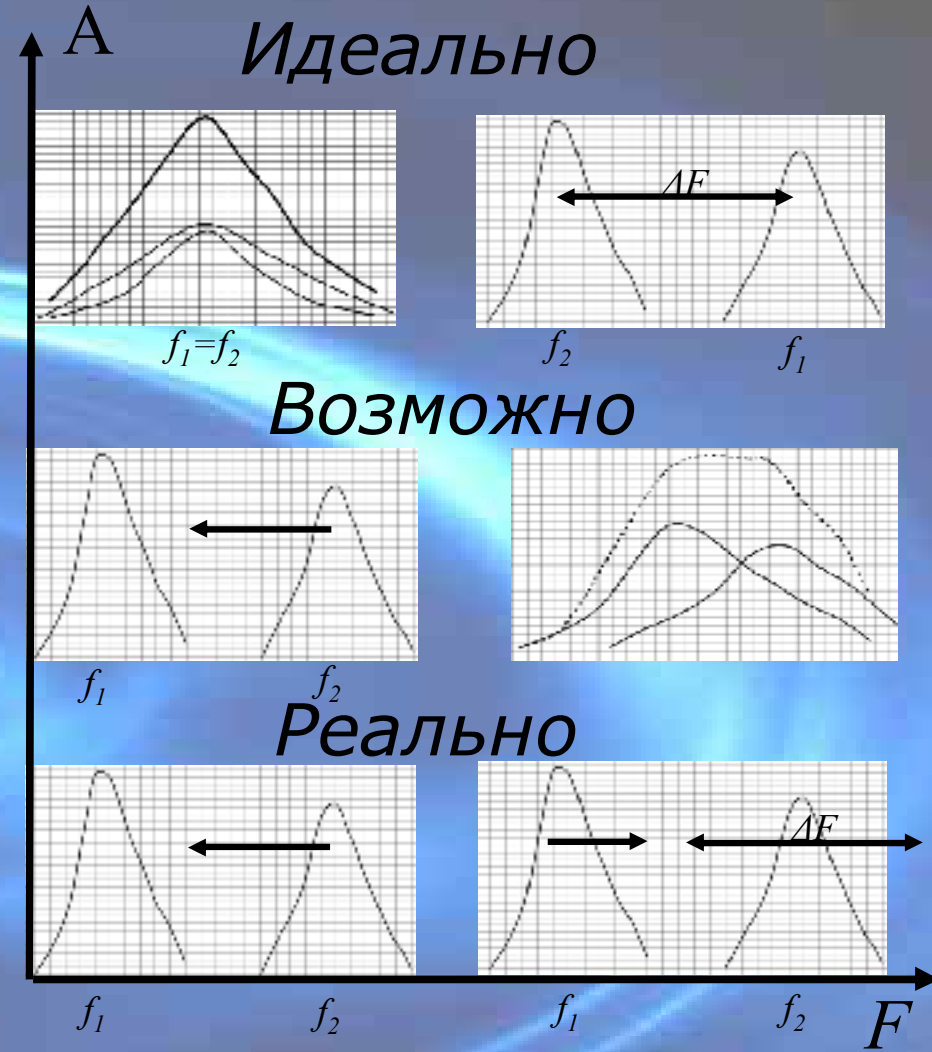 A
Идеально
ΔF
f₁=f₂
f₂
f₁
Возможно
f₁
f₂
Реально
ΔF
f₁
f₂
f₁
f₂
F